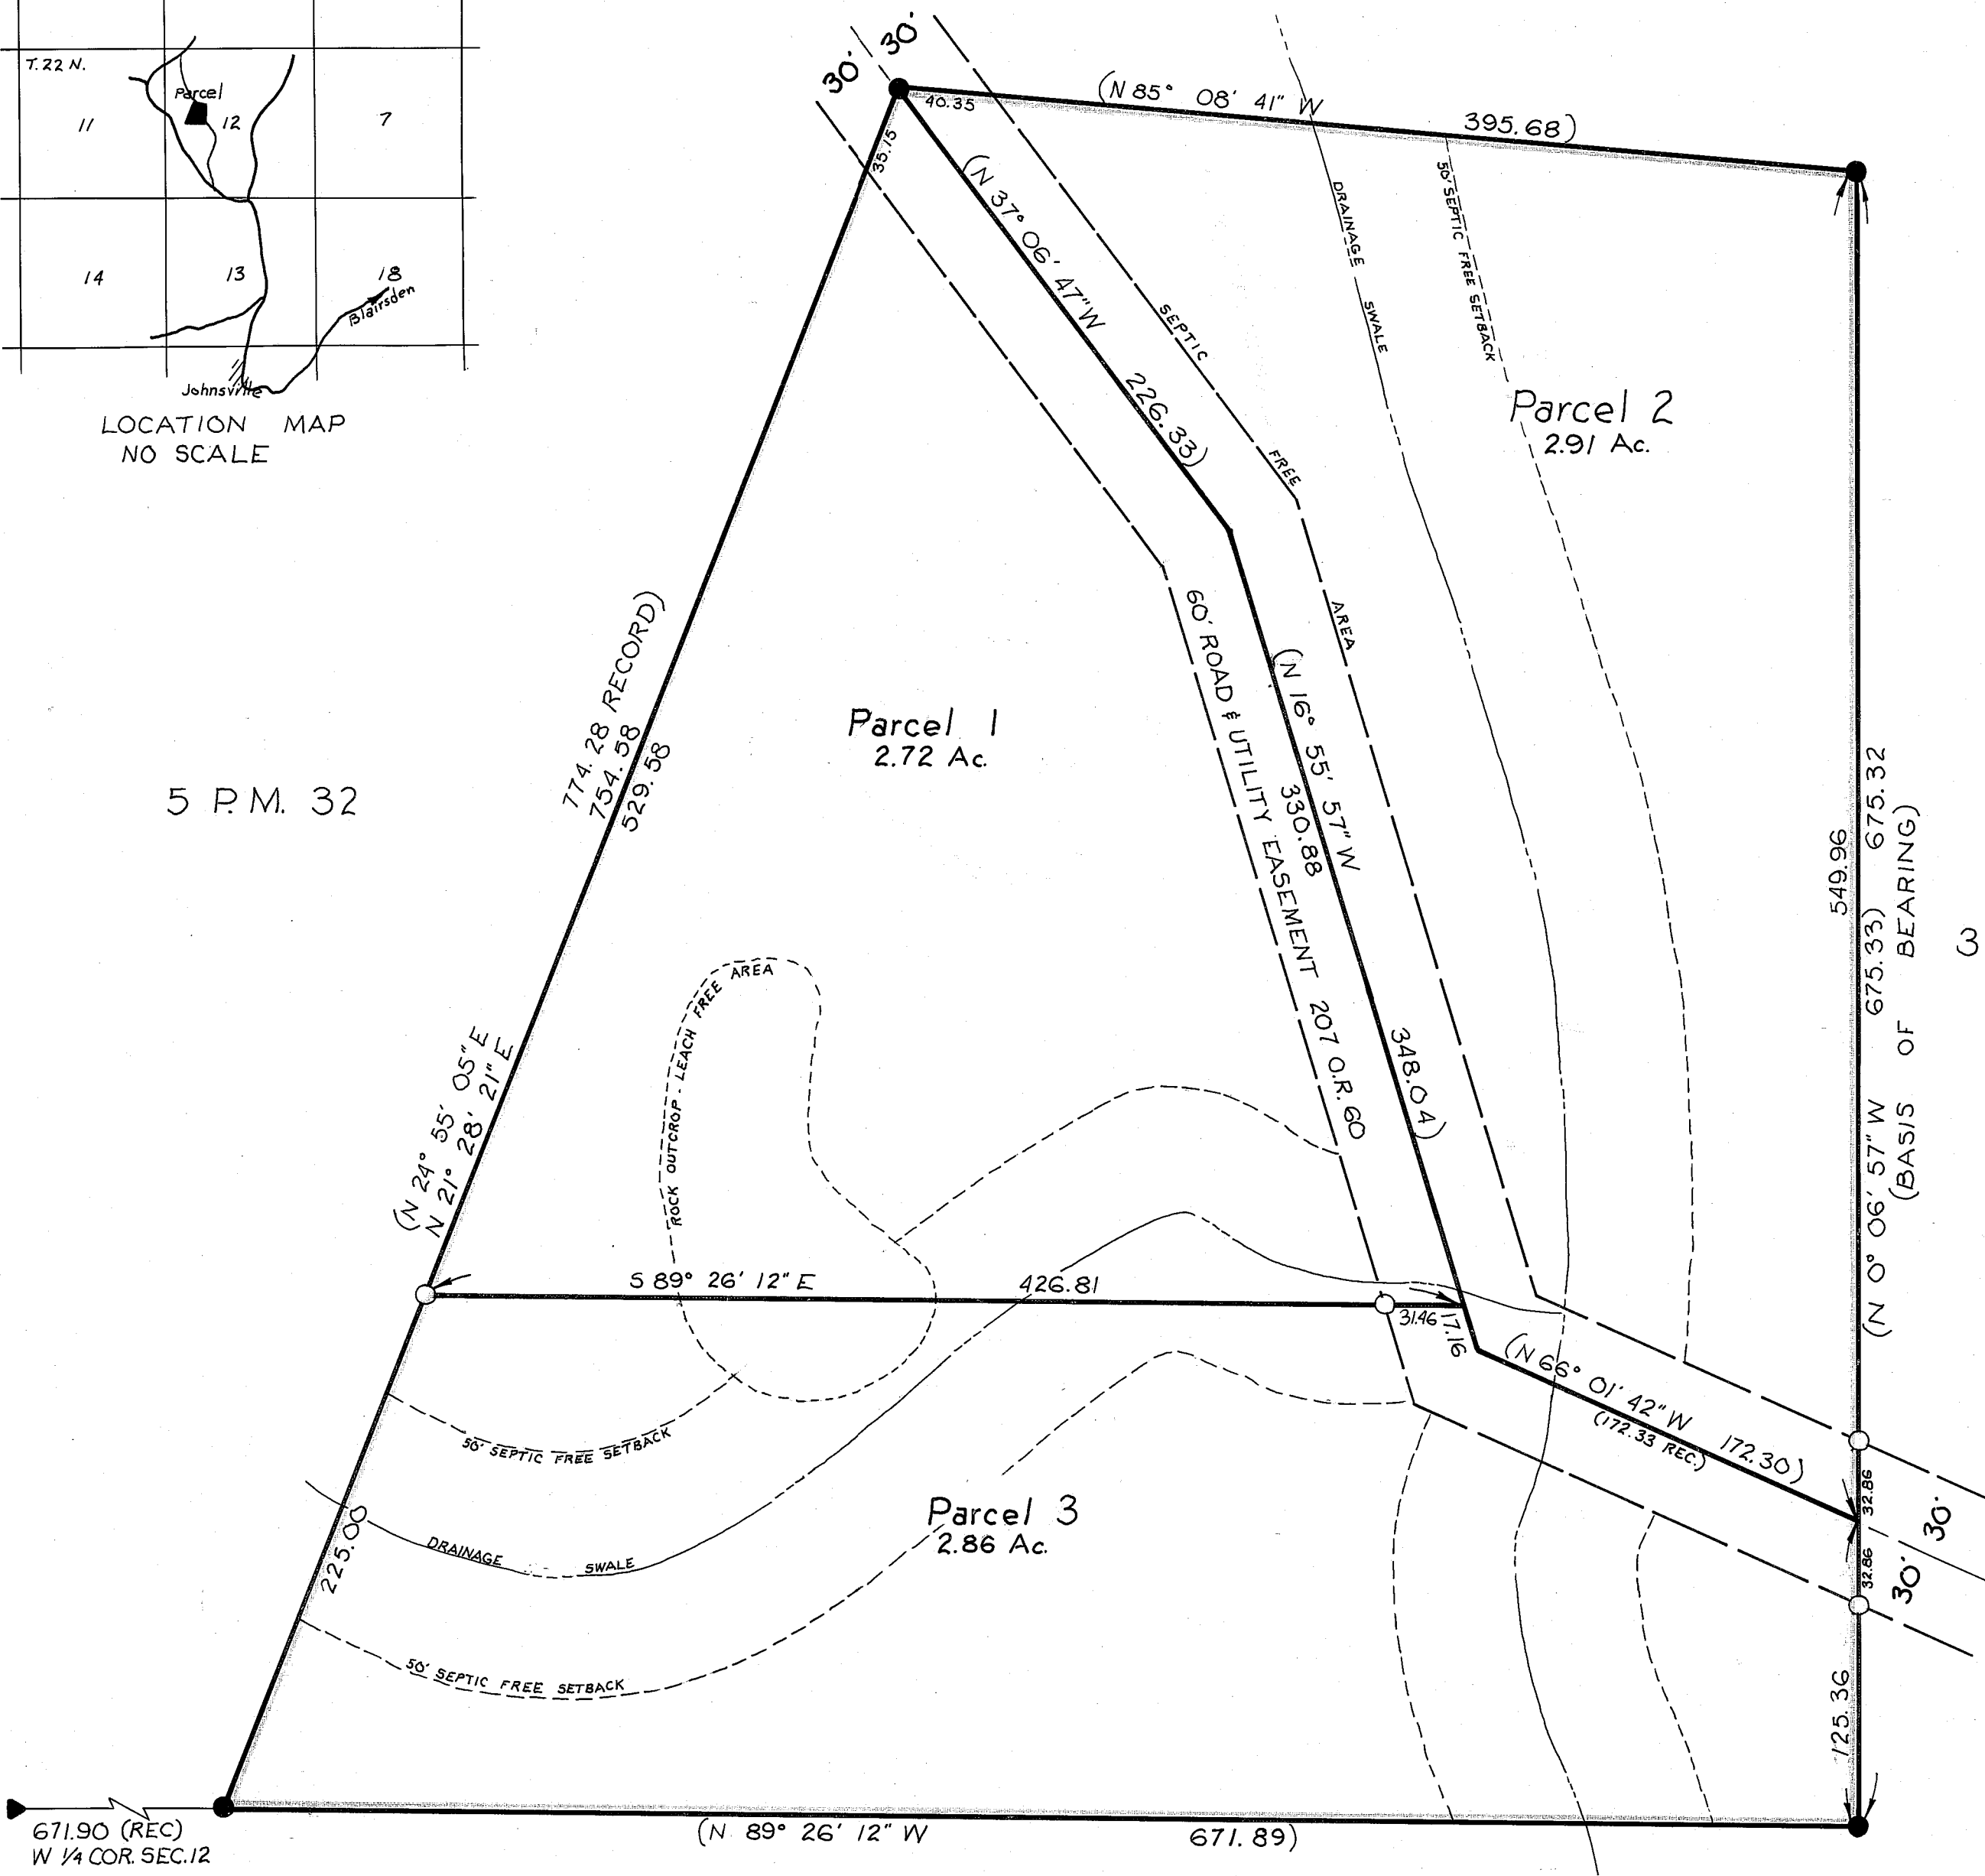 T. 22 N.
Parcel
11
12
7
14
13
18
Blairsden
Johnsville
LOCATION MAP
NO SCALE
30'
30'
40.35
35.15
(N 85° 08' 41" W
395.68)
(N 37° 06' 47" W
226.33)
SEPTIC
FREE
AREA
DRAINAGE
SWALE
50' SEPTIC FREE SETBACK
Parcel 2
2.91 Ac.
774.28 RECORD)
754.58
529.58
Parcel 1
2.72 Ac.
5 P.M. 32
60' ROAD & UTILITY EASEMENT 207 O.R. 60
(N 16° 55' 57" W
330.88
348.04)
549.96
(N 0° 06' 57" W 675.33) 675.32
(BASIS OF BEARING)
3
(N 24° 55' 05" E
N 21° 28' 21" E
ROCK OUTCROP - LEACH FREE AREA
S 89° 26' 12" E
426.81
31.46
17.16
(N 66° 01' 42" W
172.30)
(172.33 REC.)
32.86
30'
32.86
30'
50' SEPTIC FREE SETBACK
225.00
DRAINAGE SWALE
Parcel 3
2.86 Ac.
50' SEPTIC FREE SETBACK
125.36
671.90 (REC)
W 1/4 COR. SEC.12
(N 89° 26' 12" W
671.89)